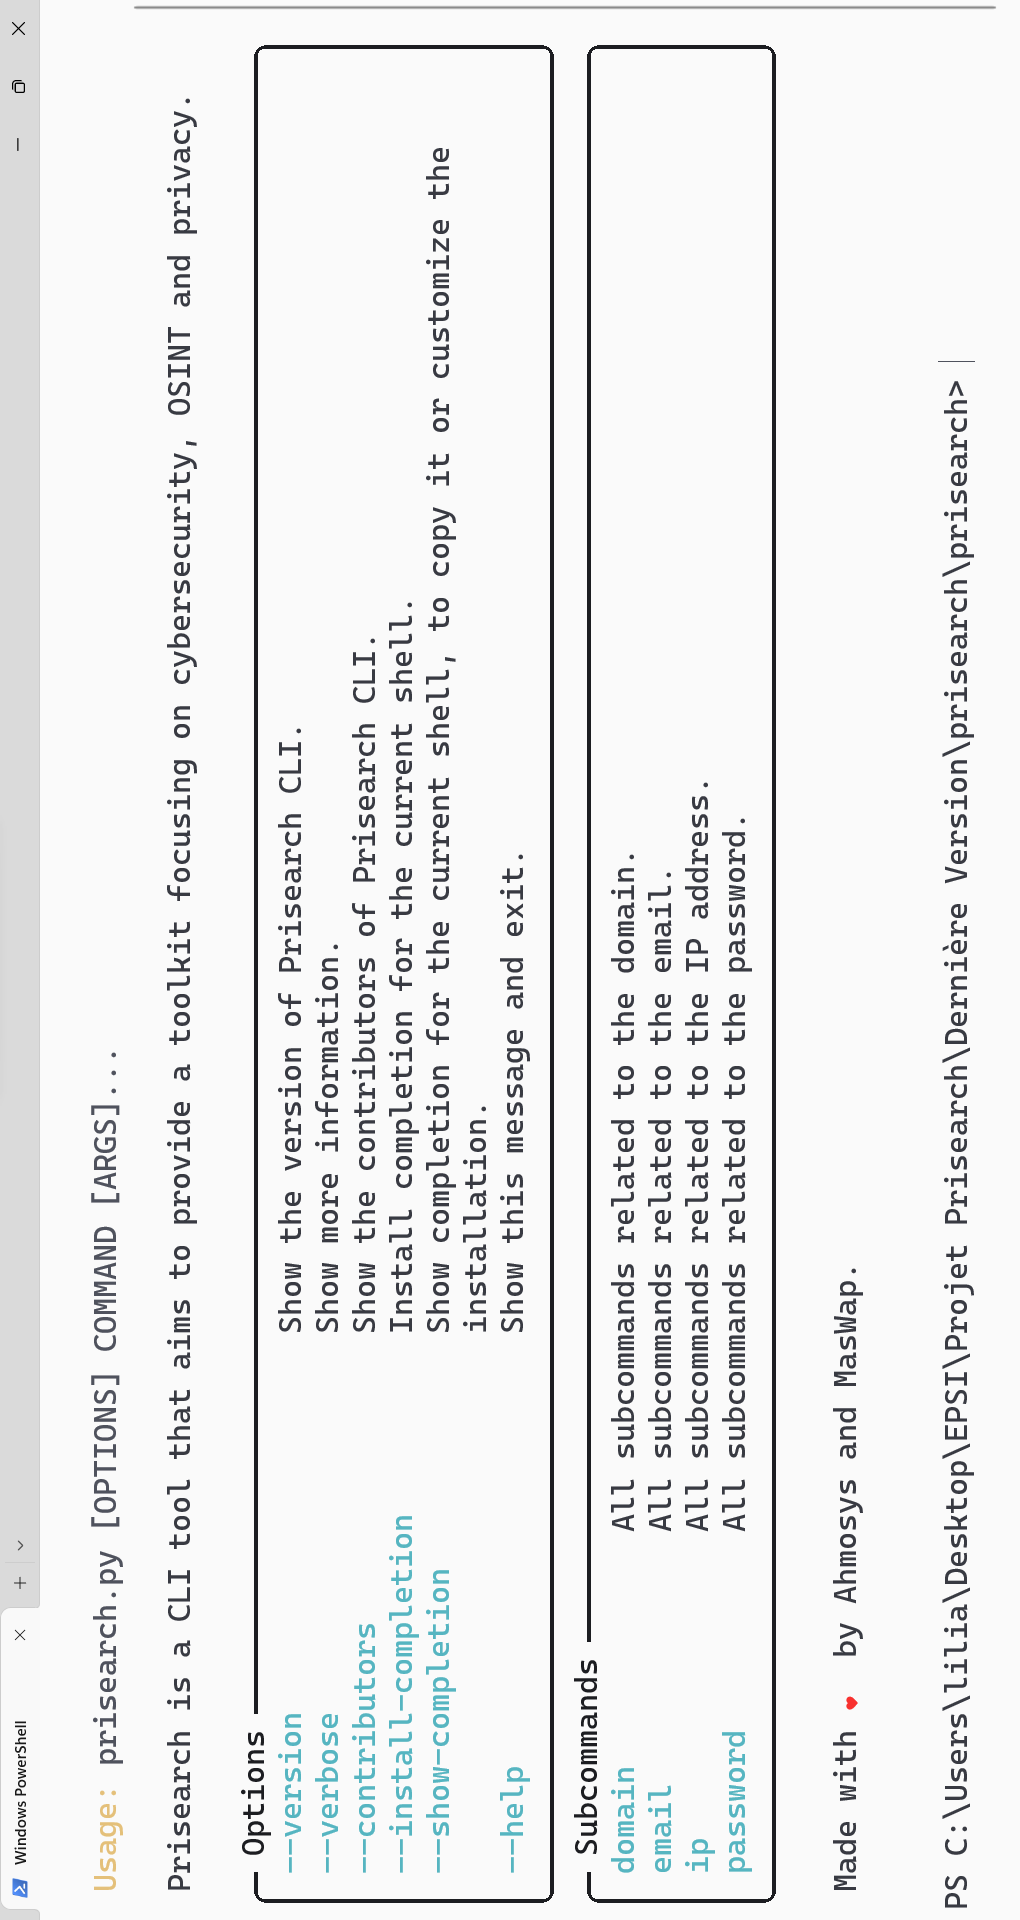 Windows PowerShell
Usage: prisearch.py [OPTIONS] COMMAND [ARGS]...
Prisearch is a CLI tool that aims to provide a toolkit focusing on cybersecurity, OSINT and privacy.
Options
--version Show the version of Prisearch CLI.
--verbose Show more information.
--contributors Show the contributors of Prisearch CLI.
--install-completion Install completion for the current shell.
--show-completion Show completion for the current shell, to copy it or customize the
installation.
--help Show this message and exit.
Subcommands
domain All subcommands related to the domain.
email All subcommands related to the email.
ip All subcommands related to the IP address.
password All subcommands related to the password.
Made with ♥ by Ahmosys and MasWap.
PS C:\Users\lilia\Desktop\EPSI\Projet Prisearch\Dernière Version\prisearch\prisearch>